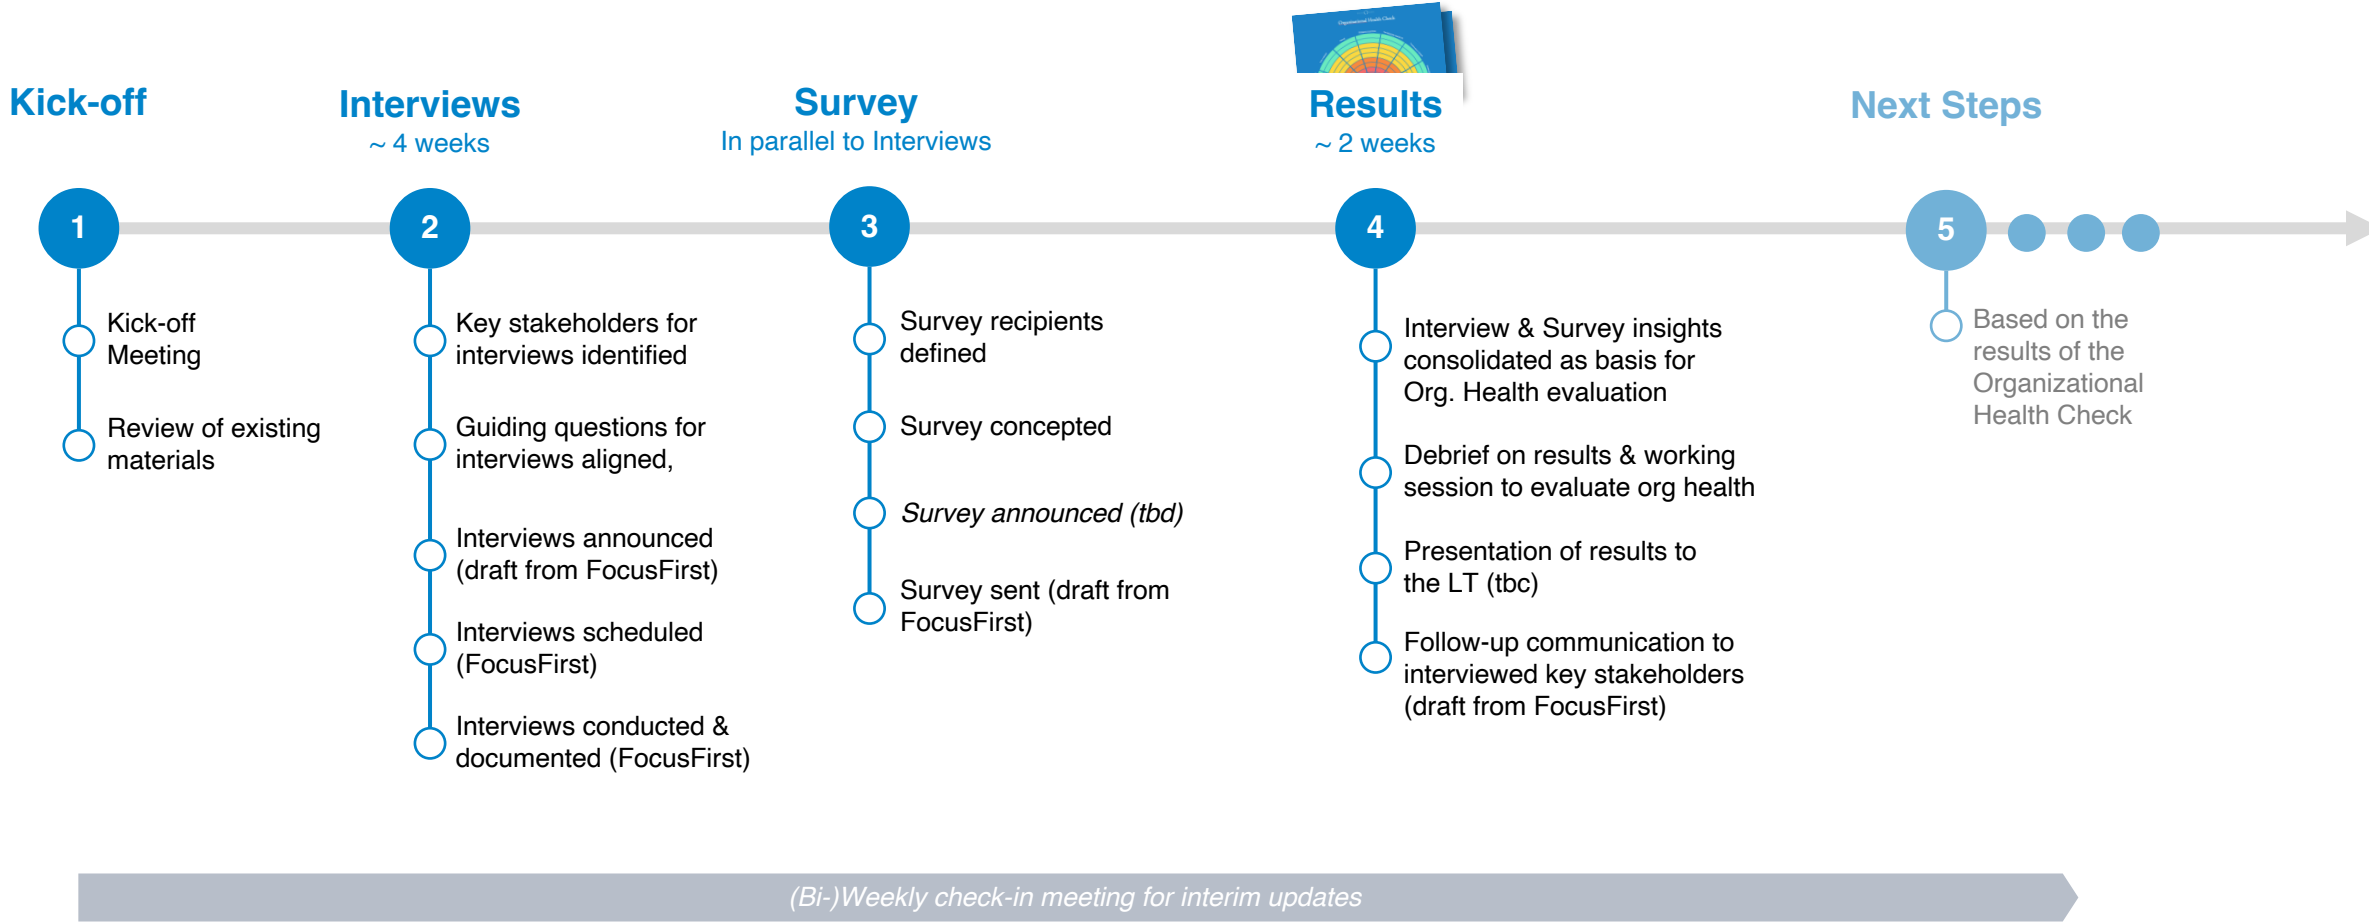 Organizational Health Check
Kick-off
Interviews
~ 4 weeks
Survey
In parallel to Interviews
Results
~ 2 weeks
Next Steps
1
2
3
4
5
Kick-off
Meeting
Review of existing
materials
Key stakeholders for
interviews identified
Guiding questions for
interviews aligned,
Interviews announced
(draft from FocusFirst)
Interviews scheduled
(FocusFirst)
Interviews conducted &
documented (FocusFirst)
Survey recipients
defined
Survey concepted
Survey announced (tbd)
Survey sent (draft from
FocusFirst)
Interview & Survey insights
consolidated as basis for
Org. Health evaluation
Debrief on results & working
session to evaluate org health
Presentation of results to
the LT (tbc)
Follow-up communication to
interviewed key stakeholders
(draft from FocusFirst)
Based on the
results of the
Organizational
Health Check
(Bi-)Weekly check-in meeting for interim updates